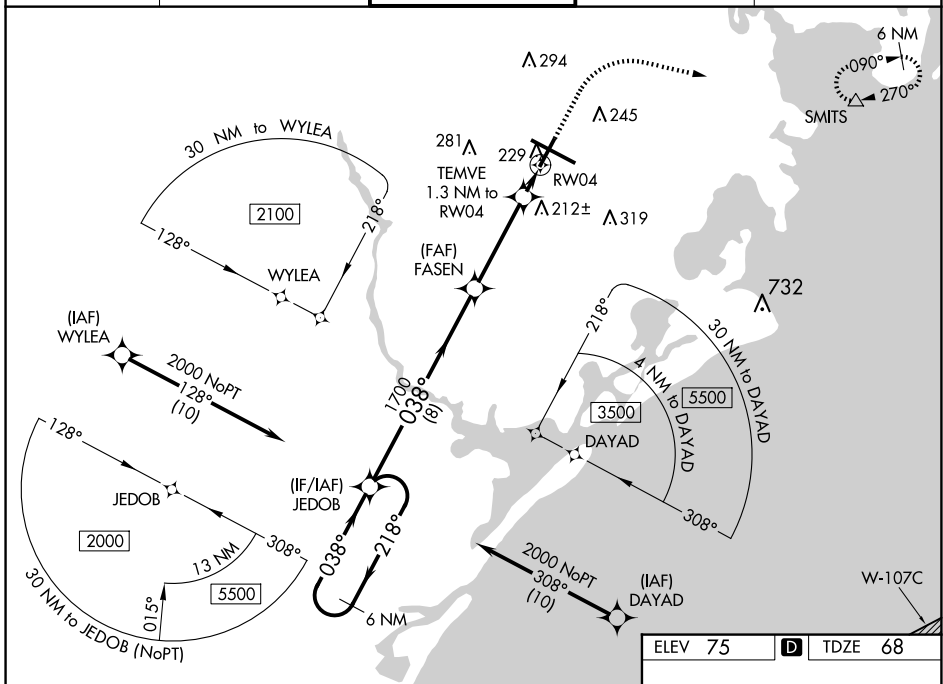 6 NM
090°
270°
SMITS
294
245
281
229
TEMVE
1.3 NM to
RW04
RW04
212±
319
30 NM to WYLEA
2100
218°
128°
WYLEA
(FAF)
FASEN
732
(IAF)
WYLEA
2000 NoPT
128°
(10)
1700
038°
(8)
218°
30 NM to DAYAD
4 NM to DAYAD
5500
3500
DAYAD
308°
128°
JEDOB
(IF/IAF)
JEDOB
2000
308°
13 NM
5500
015°
30 NM to JEDOB (NoPT)
038°
218°
6 NM
2000 NoPT
308°
(10)
(IAF)
DAYAD
W-107C
ELEV 75 D TDZE 68